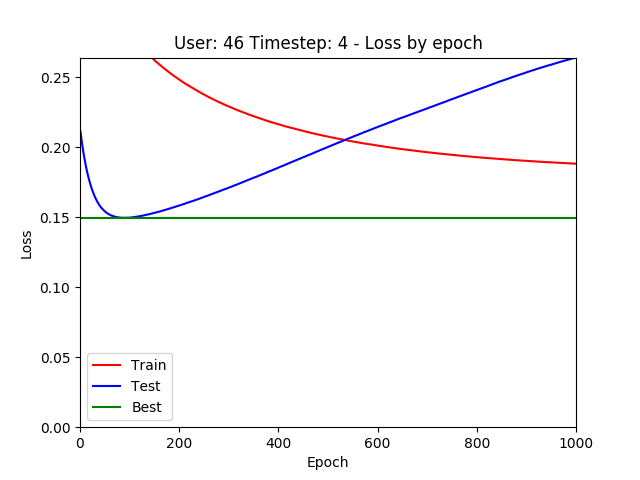 User: 46 Timestep: 4 - Loss by epoch
Loss
0.25
0.20
0.15
0.10
0.05
0.00
Train
Test
Best
0 200 400 600 800 1000
Epoch